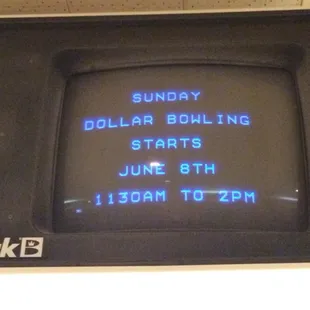 SUNDAY
DOLLAR BOWLING
STARTS
JUNE 8TH
1130AM TO 2PM